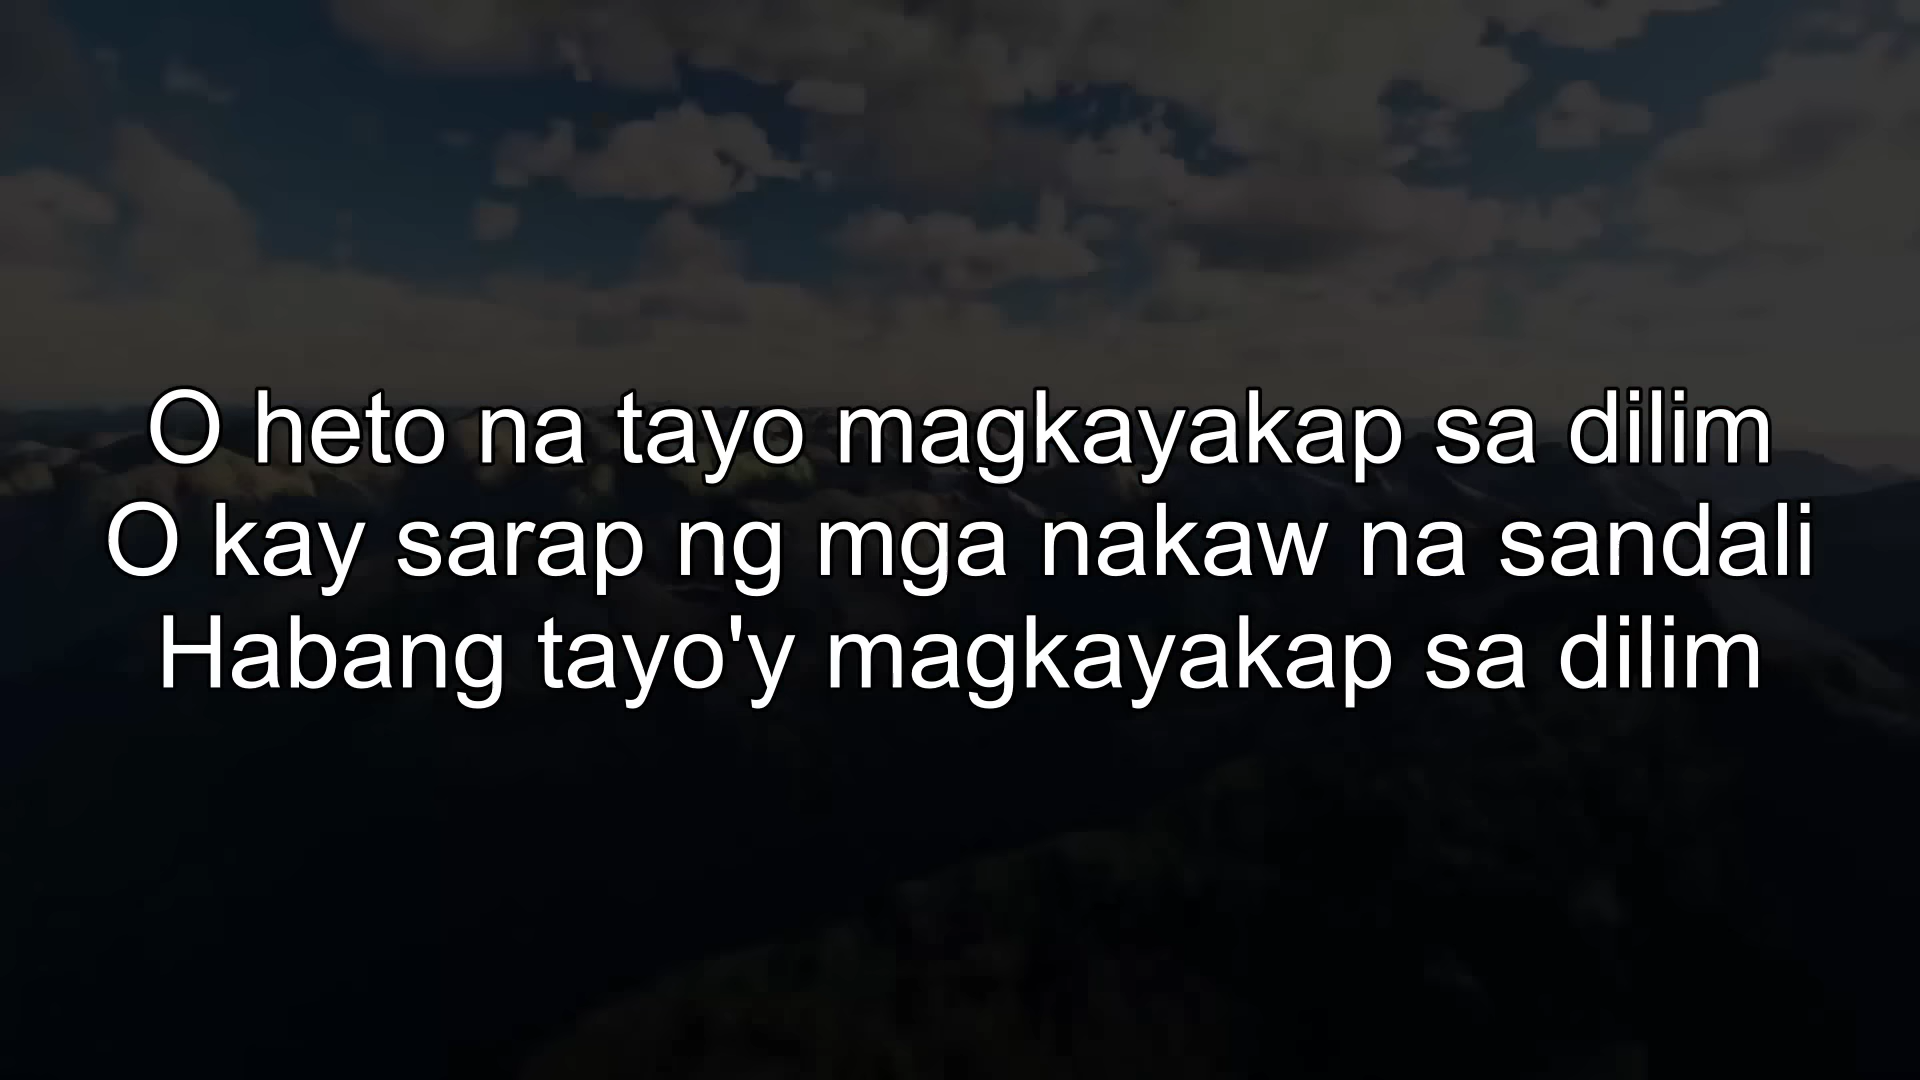 O heto na tayo magkayakap sa dilim
O kay sarap ng mga nakaw na sandali
Habang tayo'y magkayakap sa dilim